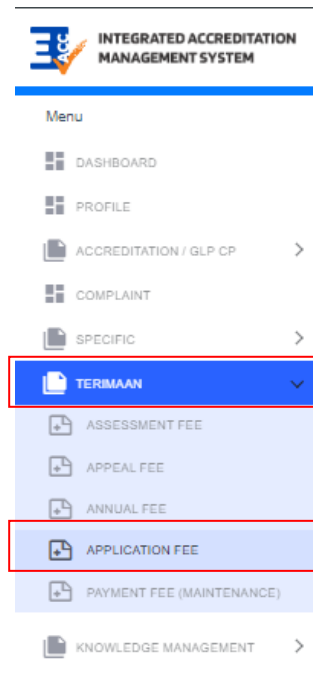 ACC
INTEGRATED ACCREDITATION
MANAGEMENT SYSTEM
Menu
DASHBOARD
PROFILE
ACCREDITATION / GLP CP
COMPLAINT
SPECIFIC
TERIMAAN
ASSESSMENT FEE
APPEAL FEE
ANNUAL FEE
APPLICATION FEE
PAYMENT FEE (MAINTENANCE)
KNOWLEDGE MANAGEMENT